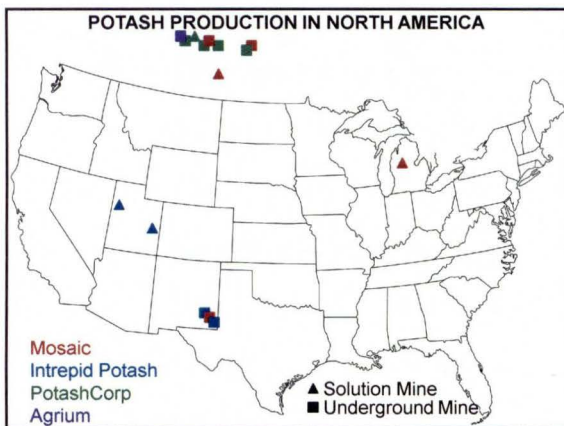 POTASH PRODUCTION IN NORTH AMERICA
Mosaic
Intrepid Potash
PotashCorp
Agrium
Solution Mine
Underground Mine